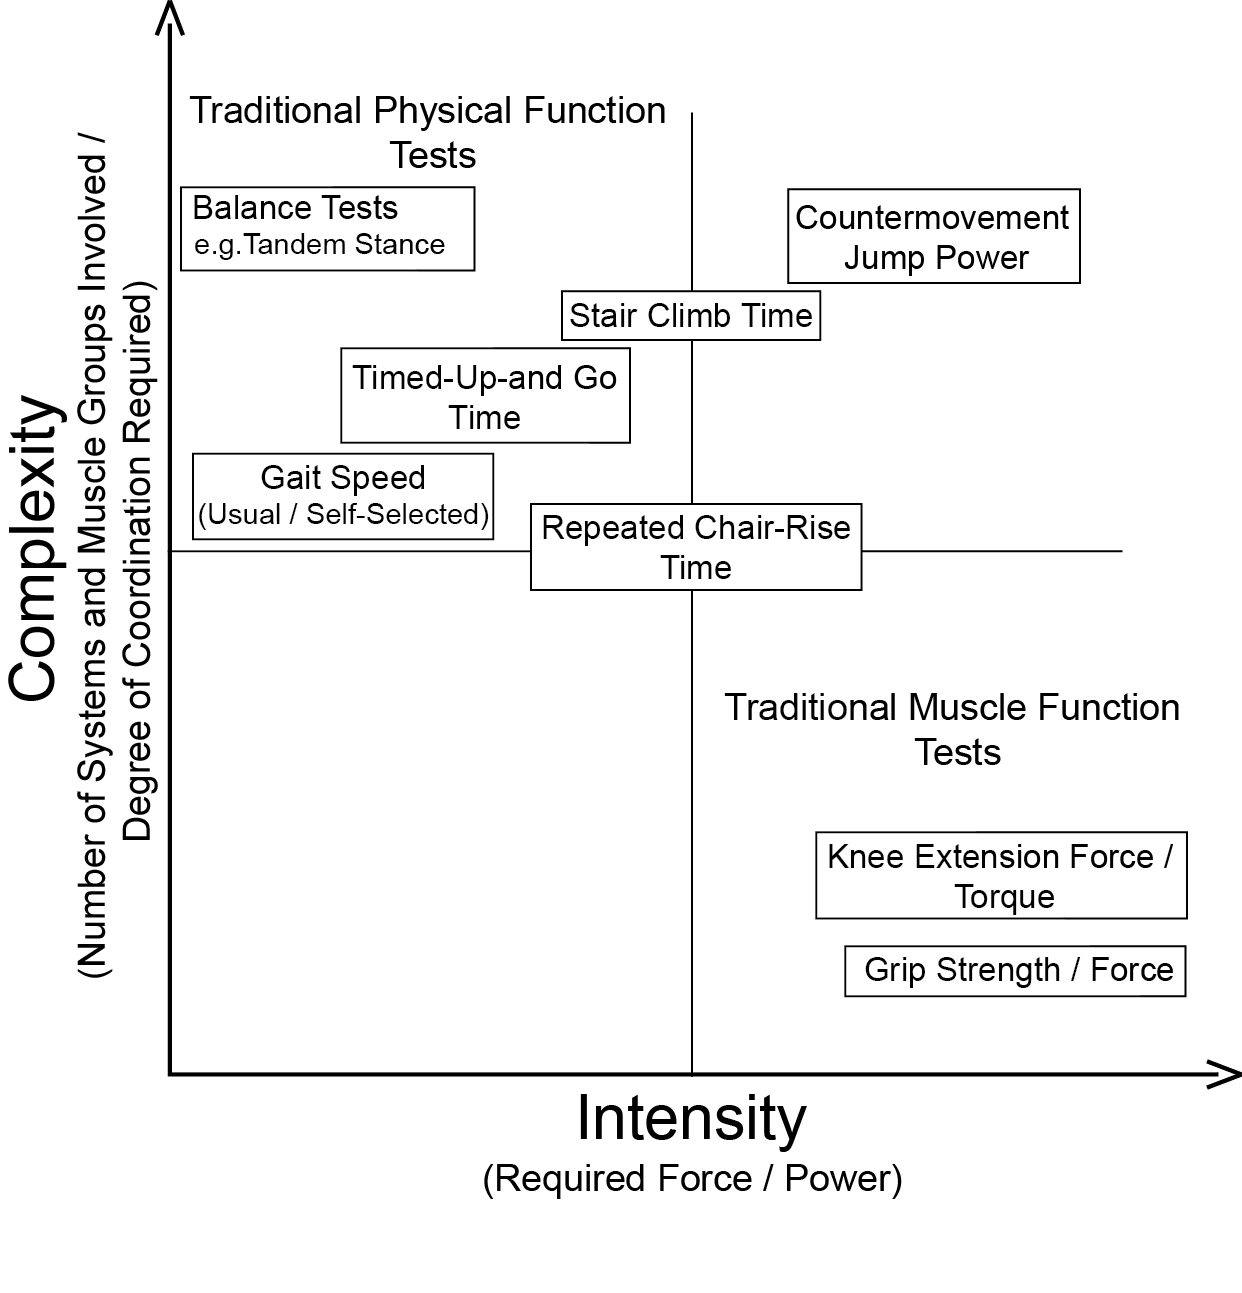 Traditional Physical Function
Tests
Balance Tests
e.g.Tandem Stance
Countermovement
Jump Power
Stair Climb Time
Timed-Up-and Go
Time
Gait Speed
(Usual / Self-Selected)
Repeated Chair-Rise
Time
Traditional Muscle Function
Tests
Knee Extension Force /
Torque
Grip Strength / Force
Complexity
(Number of Systems and Muscle Groups Involved /
Degree of Coordination Required)
Intensity
(Required Force / Power)